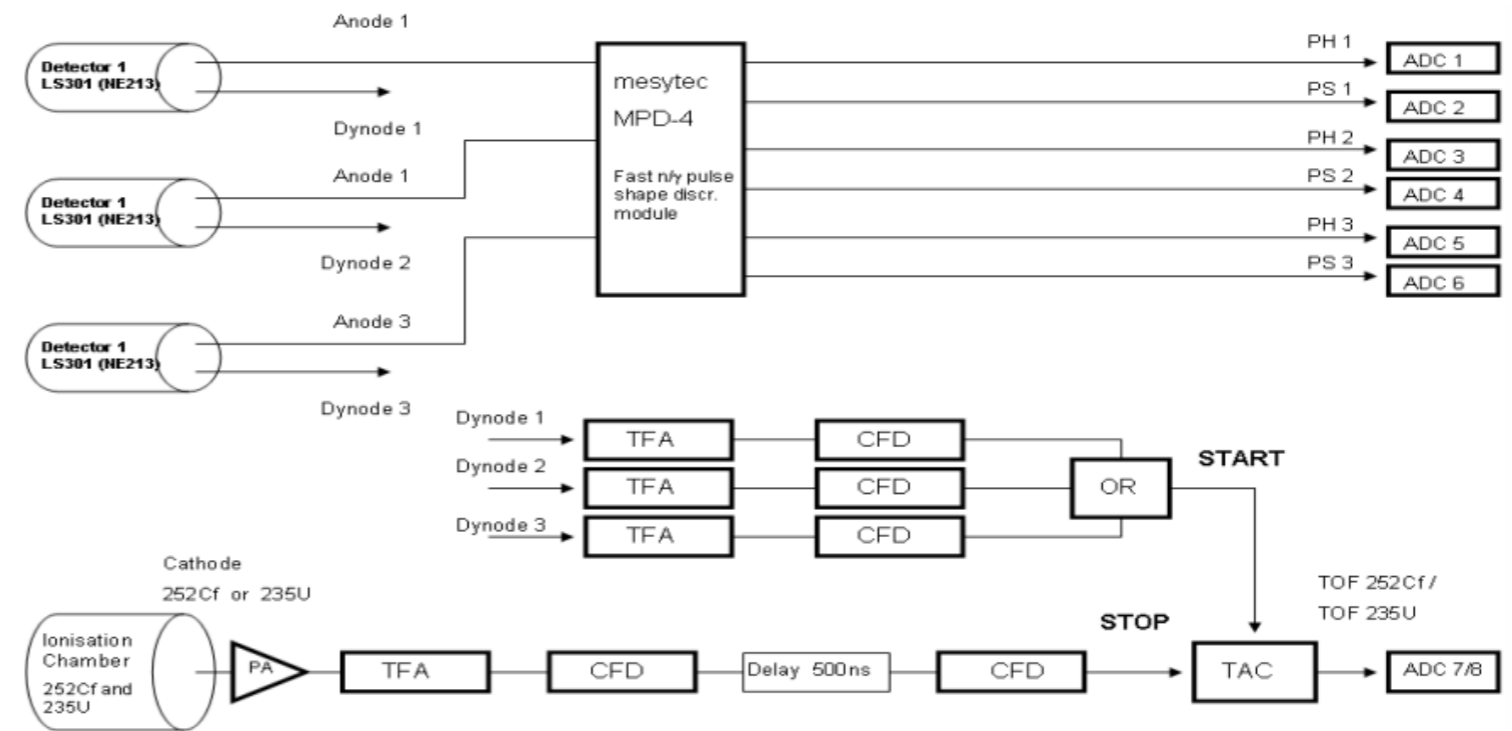 Anode 1
PH 1
Detector 1
LS301 (NE213)
ADC 1
mesytec
MPD-4
PS 1
ADC 2
Dynode 1
PH 2
ADC 3
Anode 1
Fast n/γ pulse
shape discr.
module
PS 2
ADC 4
Detector 1
LS301 (NE213)
PH 3
ADC 5
Dynode 2
PS 3
ADC 6
Anode 3
Detector 1
LS301 (NE213)
Dynode 3
Dynode 1
TFA
CFD
START
Dynode 2
TFA
CFD
OR
Dynode 3
TFA
CFD
Cathode
252Cf or 235U
TOF 252Cf/
TOF 235U
STOP
Ionisation
Chamber
252Cf and
235U
PA
TFA
CFD
Delay 500ns
CFD
TAC
ADC 7/8